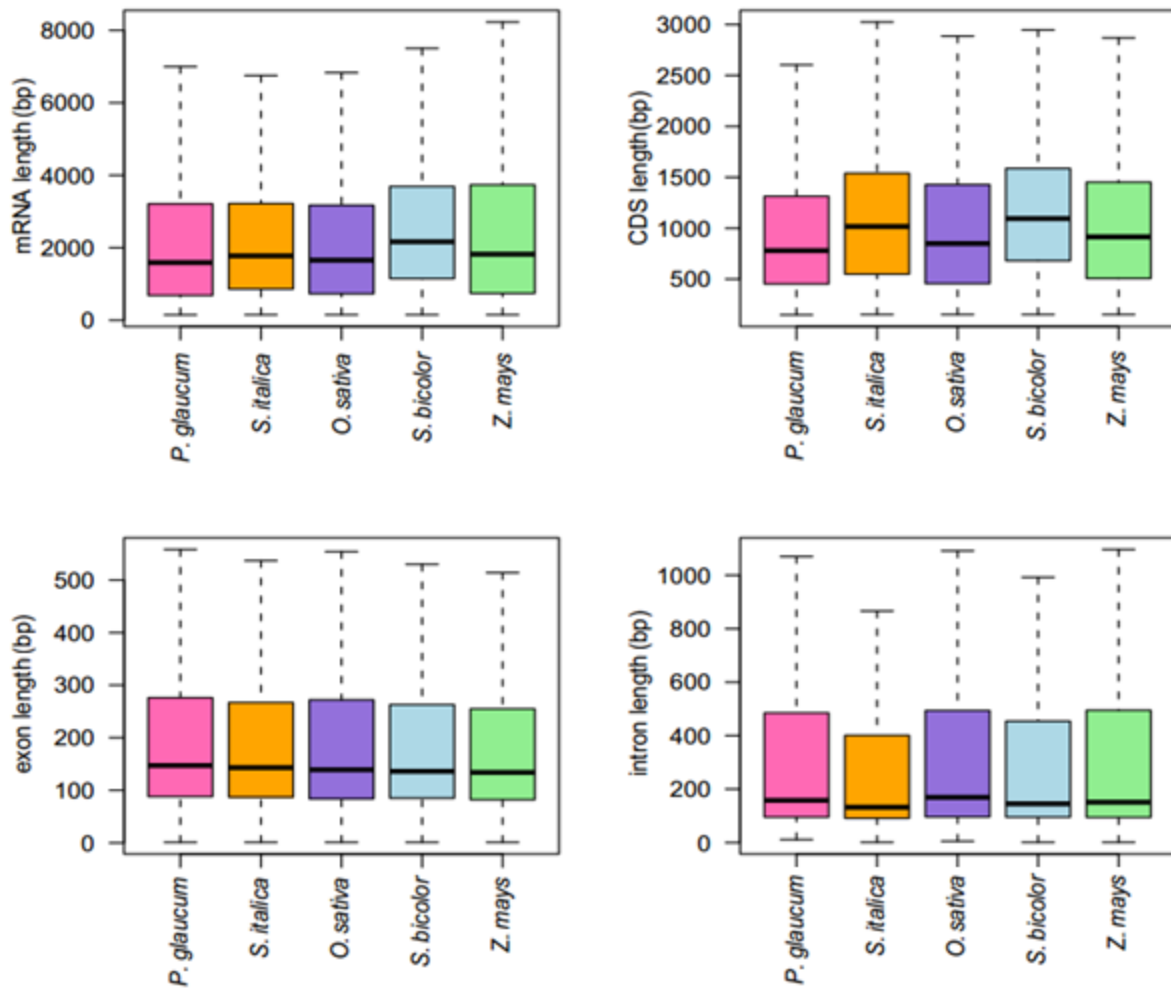 mRNA length(bp)
8000
6000
4000
2000
0
P. glaucum
S. italica
O. sativa
S. bicolor
Z. mays
CDS length(bp)
3000
2500
2000
1500
1000
500
P. glaucum
S. italica
O. sativa
S. bicolor
Z. mays
exon length(bp)
500
400
300
200
100
0
P. glaucum
S. italica
O. sativa
S. bicolor
Z. mays
intron length (bp)
1000
800
600
400
200
0
P. glaucum
S. italica
O. sativa
S. bicolor
Z. mays